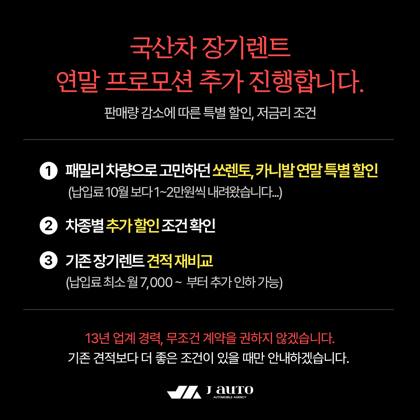 국산차 장기렌트
연말 프로모션 추가 진행합니다.
판매량 감소에 따른 특별 할인, 저금리 조건
1 패밀리 차량으로 고민하던 쏘렌토, 카니발 연말 특별 할인
(납입료 10월 보다 1~2만원씩 내려왔습니다...)
2 차종별 추가 할인 조건 확인
3 기존 장기렌트 견적 재비교
(납입료 최소 월 7,000 ~ 부터 추가 인하 가능)
13년 업계 경력, 무조건 계약을 권하지 않겠습니다.
기존 견적보다 더 좋은 조건이 있을 때만 안내하겠습니다.
J AUTO
AUTOMOBILE AGENCY